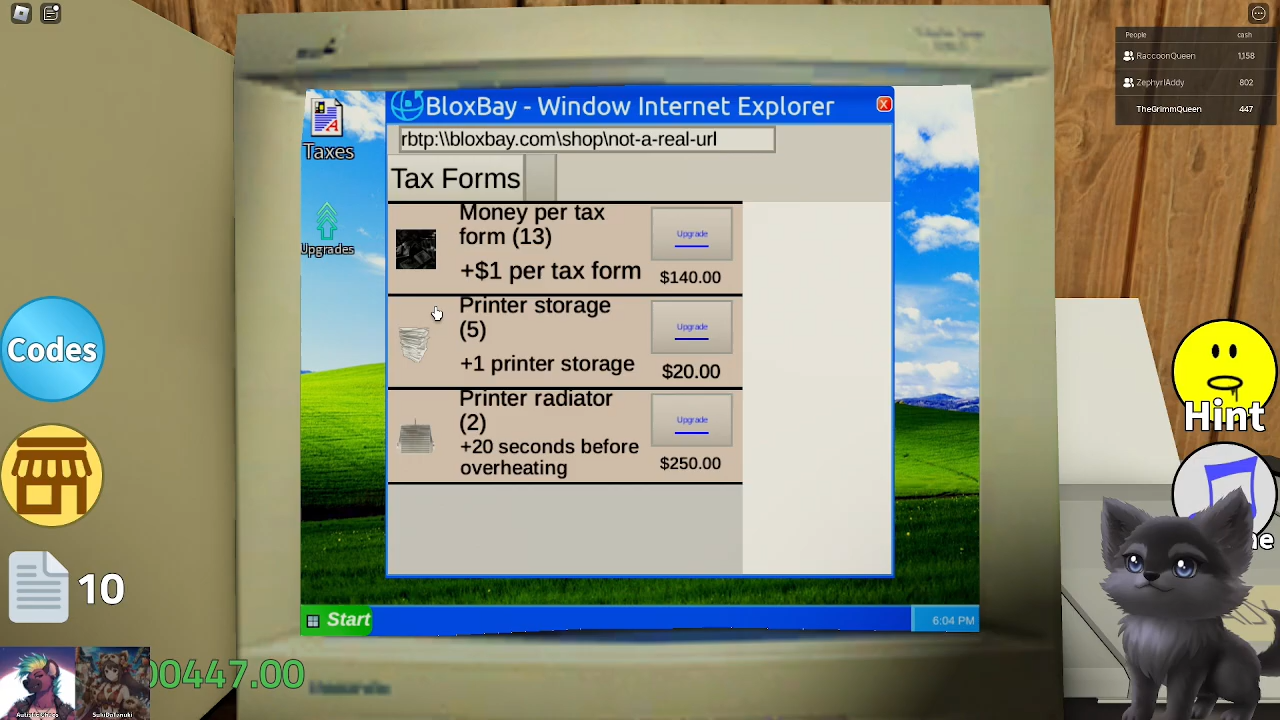 People cash
RaccoonQueen 1,158
ZephyrlAddy 802
TheGrimmQueen 447
BloxBay - Window Internet Explorer
rbtp:\\bloxbay.com\shop\not-a-real-url
Taxes
Upgrades
Tax Forms
Money per tax
form (13)
+$1 per tax form
Upgrade
$140.00
Printer storage
(5)
+1 printer storage
Upgrade
$20.00
Printer radiator
(2)
+20 seconds before
overheating
Upgrade
$250.00
Codes
Hint
10
Start
6:04 PM
00447.00
SukiDaTanuki